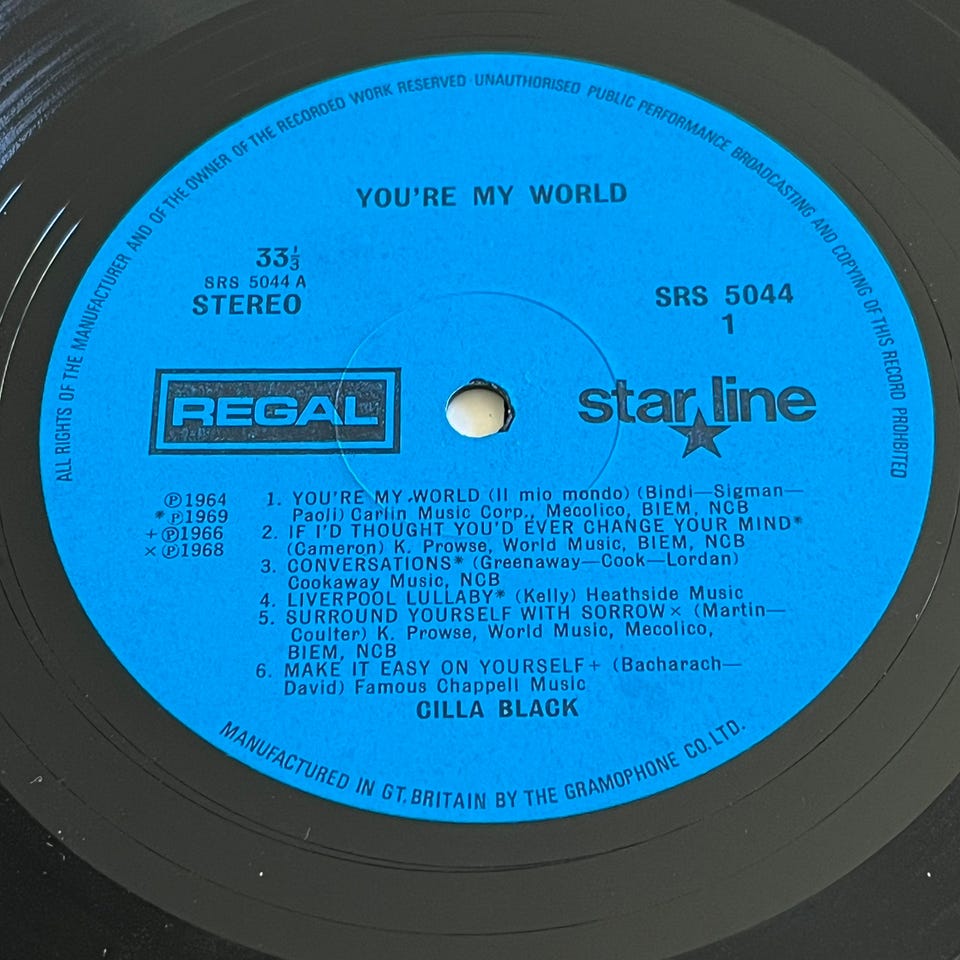 ALL RIGHTS OF THE MANUFACTURER AND OF THE OWNER OF THE RECORDED WORK RESERVED UNAUTHORISED PUBLIC PERFORMANCE BROADCASTING AND COPYING OF THIS RECORD PROHIBITED
YOU'RE MY WORLD
33⅓
SRS 5044 A
STEREO
SRS 5044
1
REGAL
star line
℗1964
*℗1969
+℗1966
×℗1968
1. YOU'RE MY WORLD (Il mio mondo) (Bindi—Sigman—
Paoli) Carlin Music Corp., Mecolico, BIEM, NCB
2. IF I'D THOUGHT YOU'D EVER CHANGE YOUR MIND*
(Cameron) K. Prowse, World Music, BIEM, NCB
3. CONVERSATIONS* (Greenaway—Cook—Lordan)
Cookaway Music, NCB
4. LIVERPOOL LULLABY* (Kelly) Heathside Music
5. SURROUND YOURSELF WITH SORROW× (Martin—
Coulter) K. Prowse, World Music, Mecolico,
BIEM, NCB
6. MAKE IT EASY ON YOURSELF+ (Bacharach—
David) Famous Chappell Music
CILLA BLACK
MANUFACTURED IN GT. BRITAIN BY THE GRAMOPHONE CO. LTD.